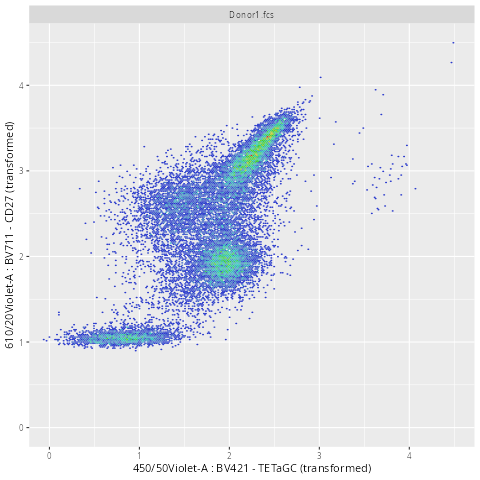 Donor1.fcs
4
3
2
1
0
0 1 2 3 4
610/20Violet-A : BV711 - CD27 (transformed)
450/50Violet-A : BV421 - TETaGC (transformed)